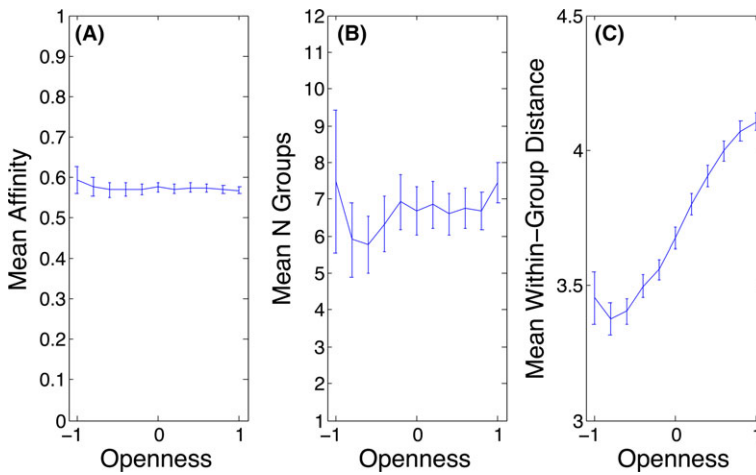 (A)
Mean Affinity
1
0.9
0.8
0.7
0.6
0.5
0.4
0.3
0.2
0.1
0
−1 0 1
Openness
(B)
Mean N Groups
12
11
10
9
8
7
6
5
4
3
2
1
−1 0 1
Openness
(C)
Mean Within−Group Distance
4.5
4
3.5
3
−1 0 1
Openness